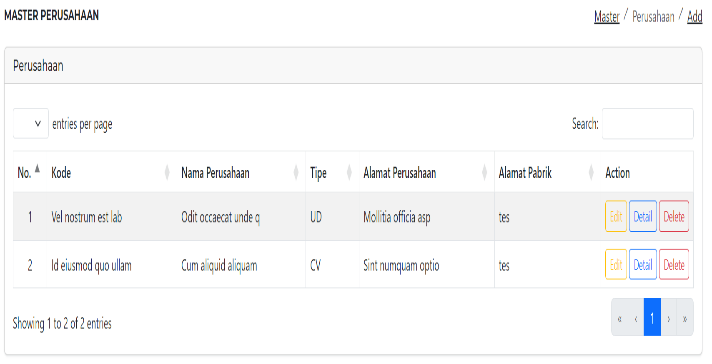 MASTER PERUSAHAAN
Master / Perusahaan / Add
Perusahaan
entries per page
Search:
No. Kode Nama Perusahaan Tipe Alamat Perusahaan Alamat Pabrik Action
1 Vel nostrum est lab Odit occaecat unde q UD Mollitia officia asp tes Edit Detail Delete
2 Id eiusmod quo ullam Cum aliquid aliquam CV Sint numquam optio tes Edit Detail Delete
Showing 1 to 2 of 2 entries
« ‹ 1 › »